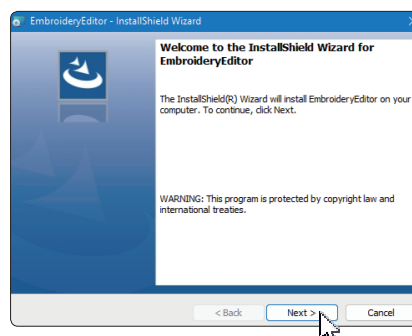 EmbroideryEditor - InstallShield Wizard
Welcome to the InstallShield Wizard for
EmbroideryEditor
The InstallShield(R) Wizard will install EmbroideryEditor on your
computer. To continue, click Next.
WARNING: This program is protected by copyright law and
international treaties.
< Back
Next >
Cancel